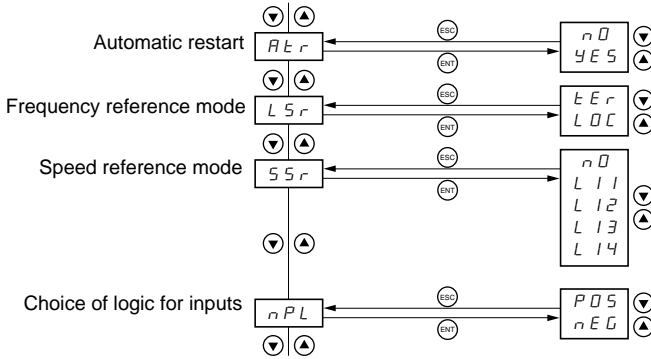 Automatic restart
Atr
ESC
ENT
nO
YES
Frequency reference mode
LSr
ESC
ENT
tEr
LOC
Speed reference mode
SSr
ESC
ENT
nO
LI1
LI2
LI3
LI4
Choice of logic for inputs
nPL
ESC
ENT
POS
nEG